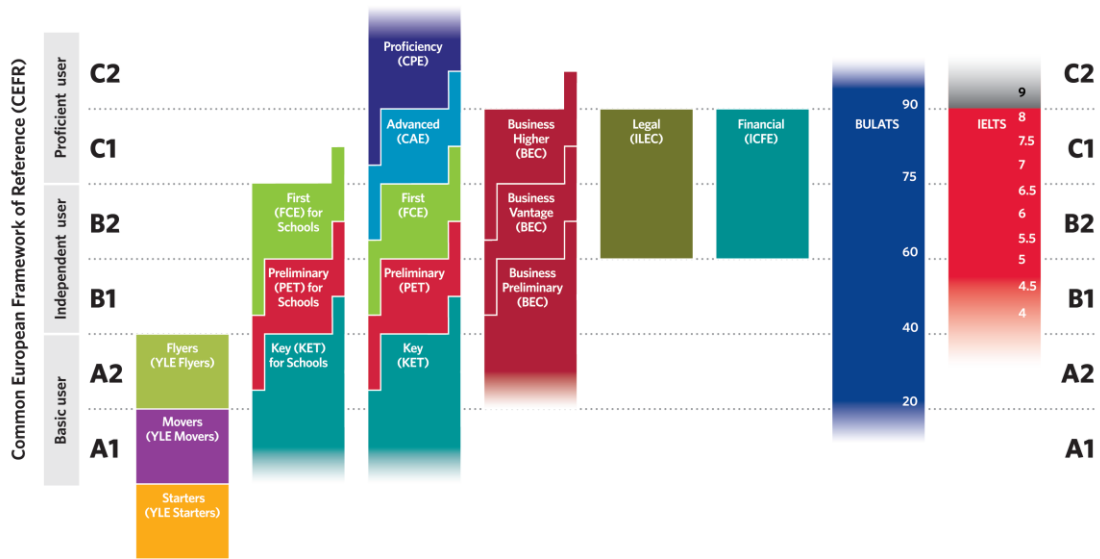 Common European Framework of Reference (CEFR)
Proficient user
Independent user
Basic user
C2
C1
B2
B1
A2
A1
Flyers
(YLE Flyers)
Movers
(YLE Movers)
Starters
(YLE Starters)
First
(FCE) for
Schools
Preliminary
(PET) for
Schools
Key (KET)
for Schools
Proficiency
(CPE)
Advanced
(CAE)
First
(FCE)
Preliminary
(PET)
Key
(KET)
Business
Higher
(BEC)
Business
Vantage
(BEC)
Business
Preliminary
(BEC)
Legal
(ILEC)
Financial
(ICFE)
90
BULATS
75
60
40
20
9
IELTS
8
7.5
7
6.5
6
5.5
5
4.5
4
C2
C1
B2
B1
A2
A1